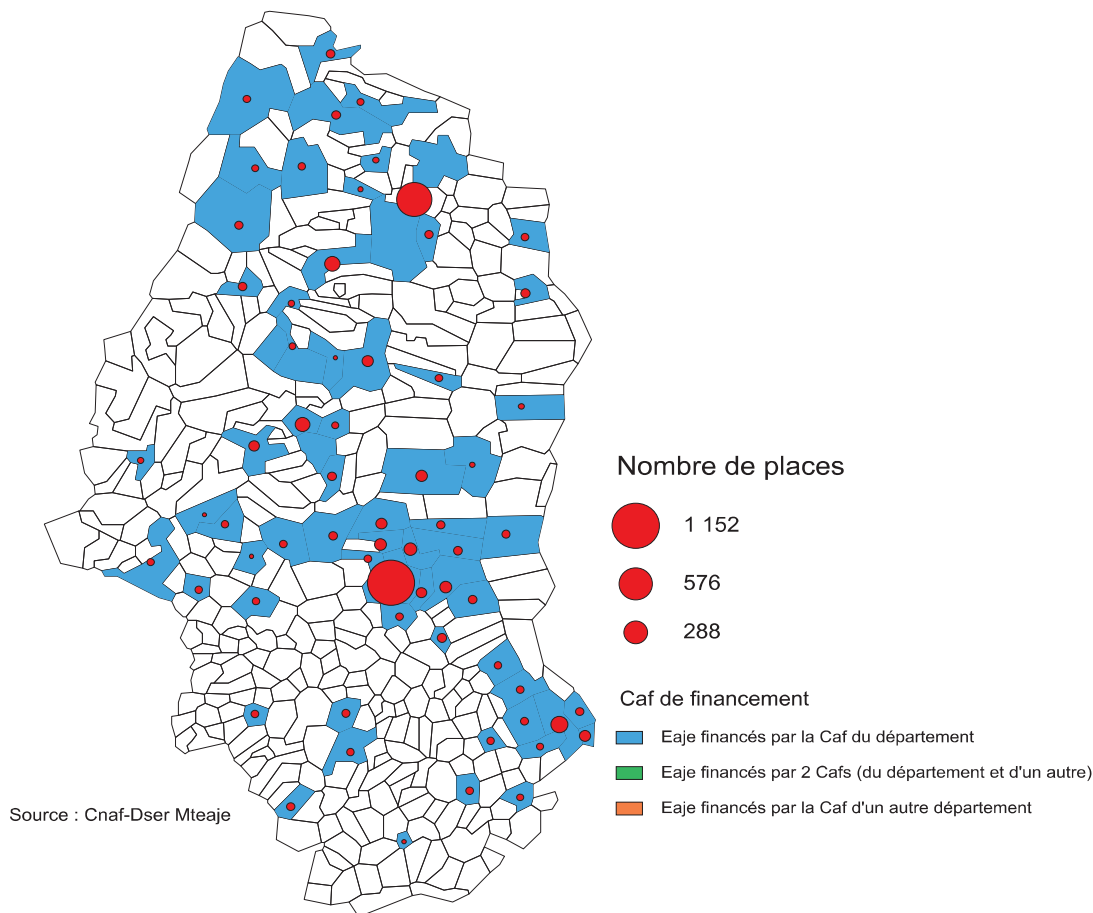 Nombre de places
1 152
576
288
Caf de financement
Eaje financés par la Caf du département
Eaje financés par 2 Cafs (du département et d'un autre)
Eaje financés par la Caf d'un autre département
Source : Cnaf-Dser Mteaje